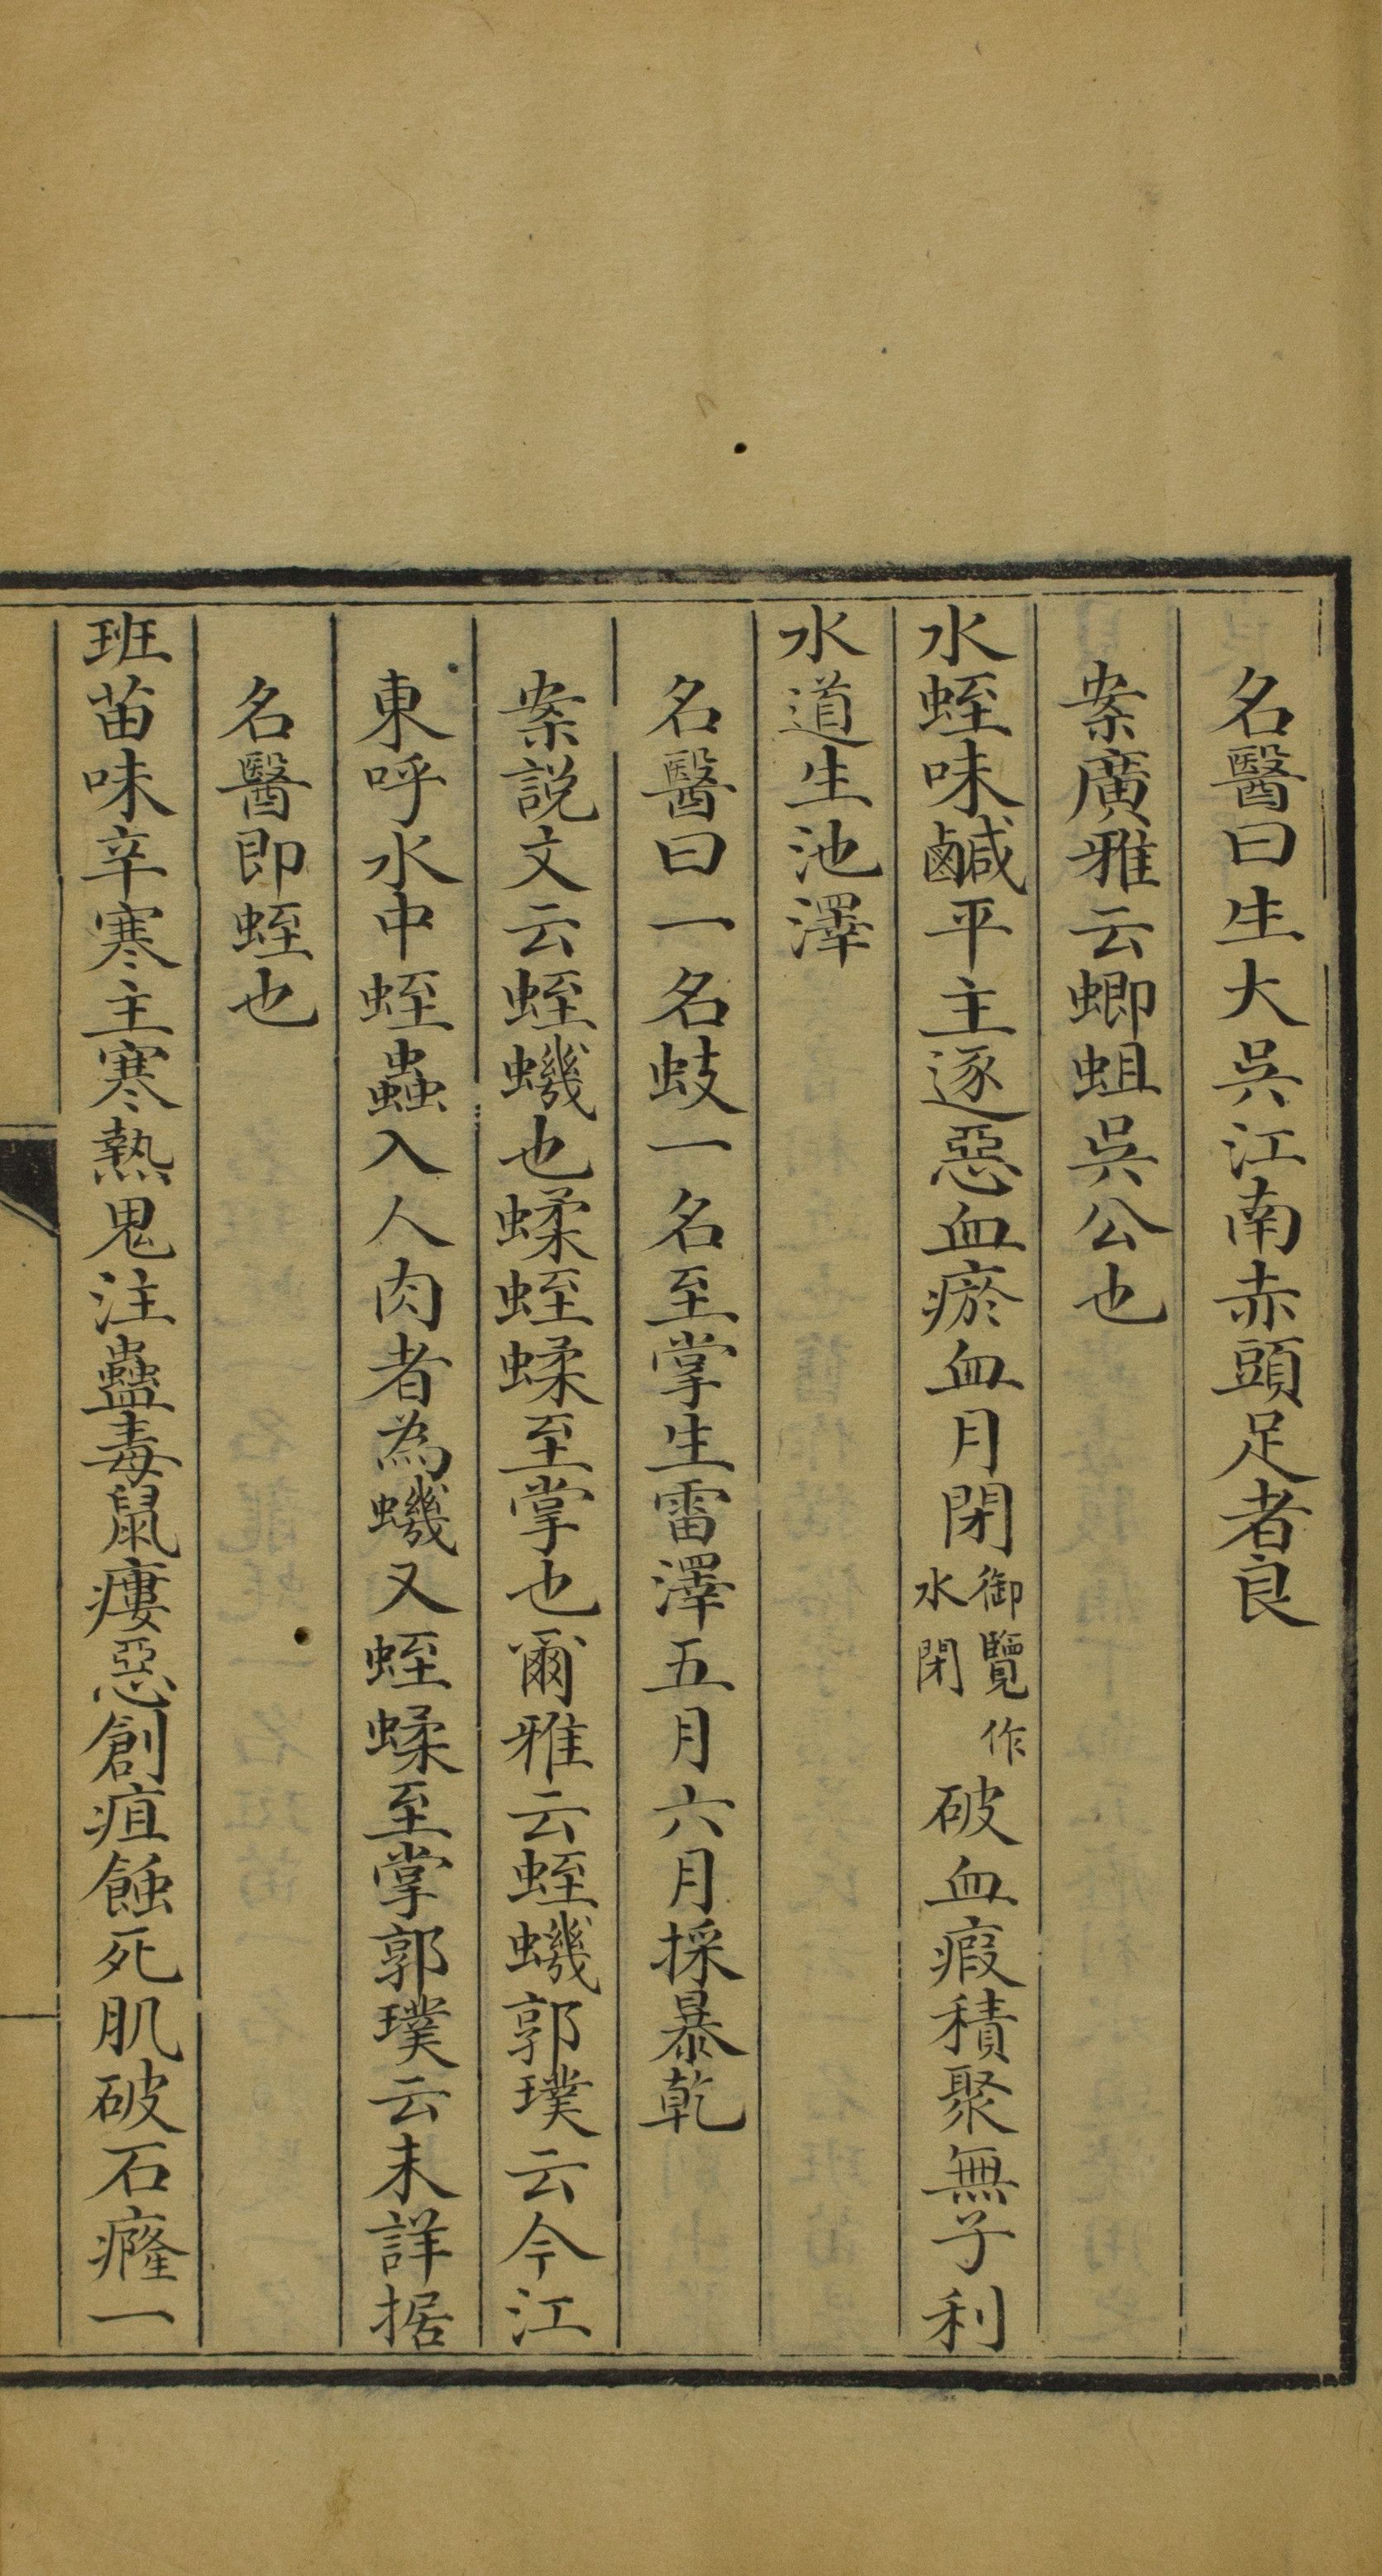 名醫曰生大吳江南赤頭足者良
案廣雅云蝍蛆吳公也
水蛭味鹹平主逐惡血瘀血月閉御覽作水閉破血瘕積聚無子利
水道生池澤
名醫曰一名蚑一名至掌生雷澤五月六月採暴乾
案說文云蛭蟣也蝚蛭蝚至掌也爾雅云蛭蟣郭璞云今江
東呼水中蛭蟲入人肉者為蟣又蛭蝚至掌郭璞云未詳据
名醫即蛭也
班苗味辛寒主寒熱鬼注蠱毒鼠瘻惡創疽蝕死肌破石癃一